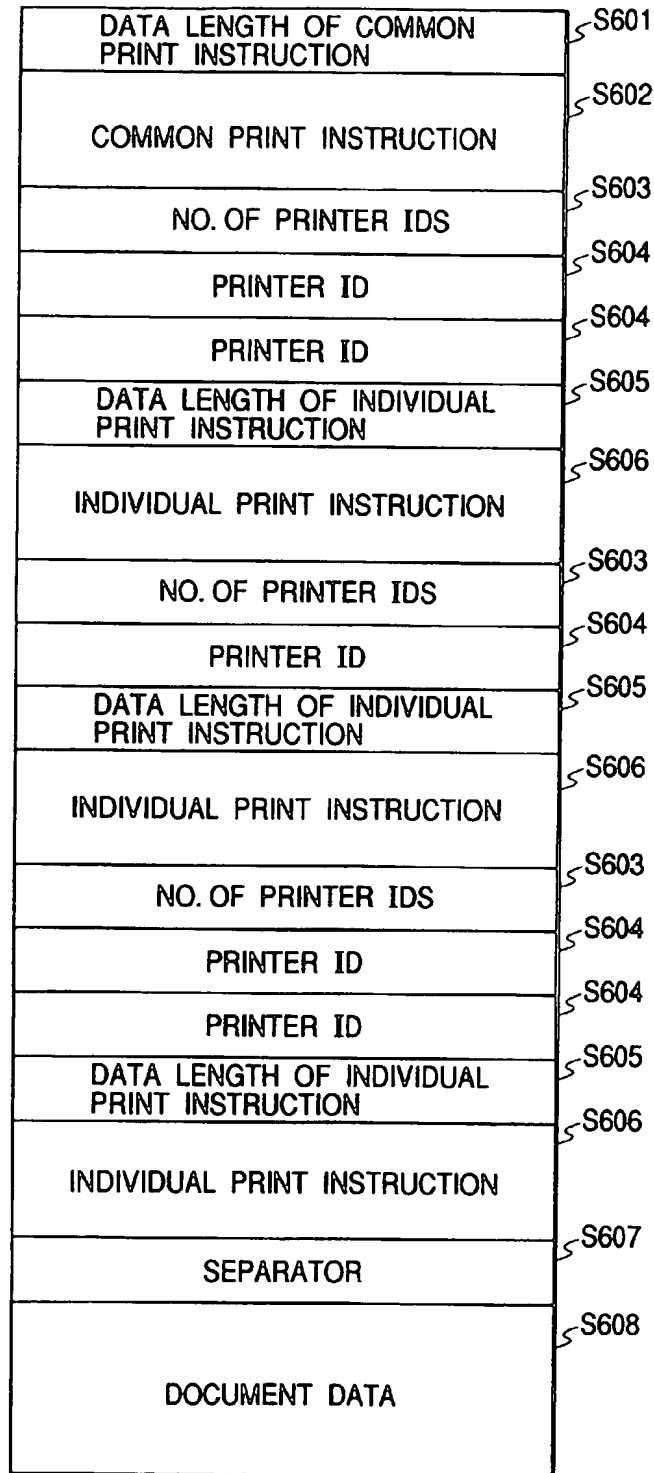 DATA LENGTH OF COMMON
PRINT INSTRUCTION
S601
COMMON PRINT INSTRUCTION
S602
NO. OF PRINTER IDS
S603
PRINTER ID
S604
PRINTER ID
S604
DATA LENGTH OF INDIVIDUAL
PRINT INSTRUCTION
S605
INDIVIDUAL PRINT INSTRUCTION
S606
NO. OF PRINTER IDS
S603
PRINTER ID
S604
DATA LENGTH OF INDIVIDUAL
PRINT INSTRUCTION
S605
INDIVIDUAL PRINT INSTRUCTION
S606
NO. OF PRINTER IDS
S603
PRINTER ID
S604
PRINTER ID
S604
DATA LENGTH OF INDIVIDUAL
PRINT INSTRUCTION
S605
INDIVIDUAL PRINT INSTRUCTION
S606
SEPARATOR
S607
DOCUMENT DATA
S608